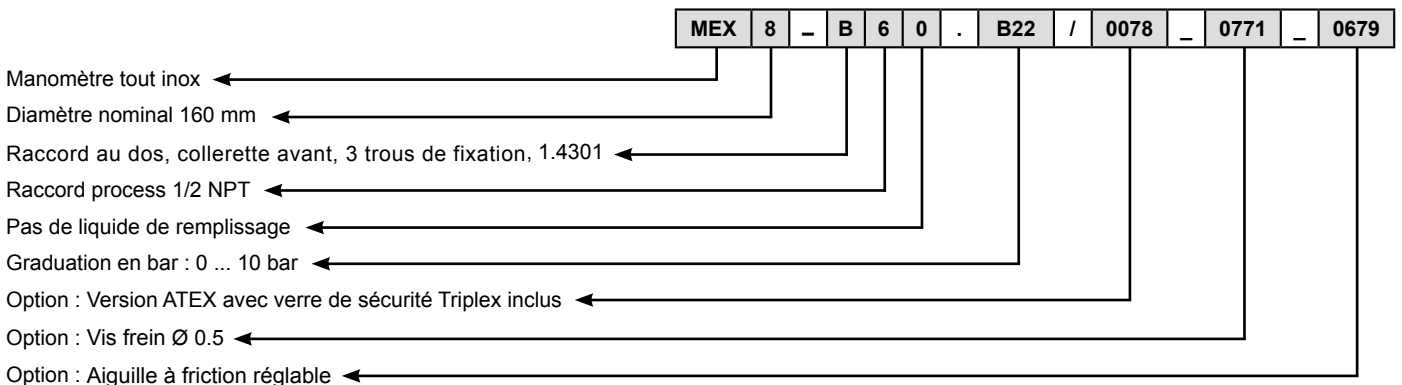 MEX 8 – B 6 0 . B22 / 0078 _ 0771 _ 0679
Manomètre tout inox
Diamètre nominal 160 mm
Raccord au dos, collerette avant, 3 trous de fixation, 1.4301
Raccord process 1/2 NPT
Pas de liquide de remplissage
Graduation en bar : 0 ... 10 bar
Option : Version ATEX avec verre de sécurité Triplex inclus
Option : Vis frein Ø 0.5
Option : Aiguille à friction réglable